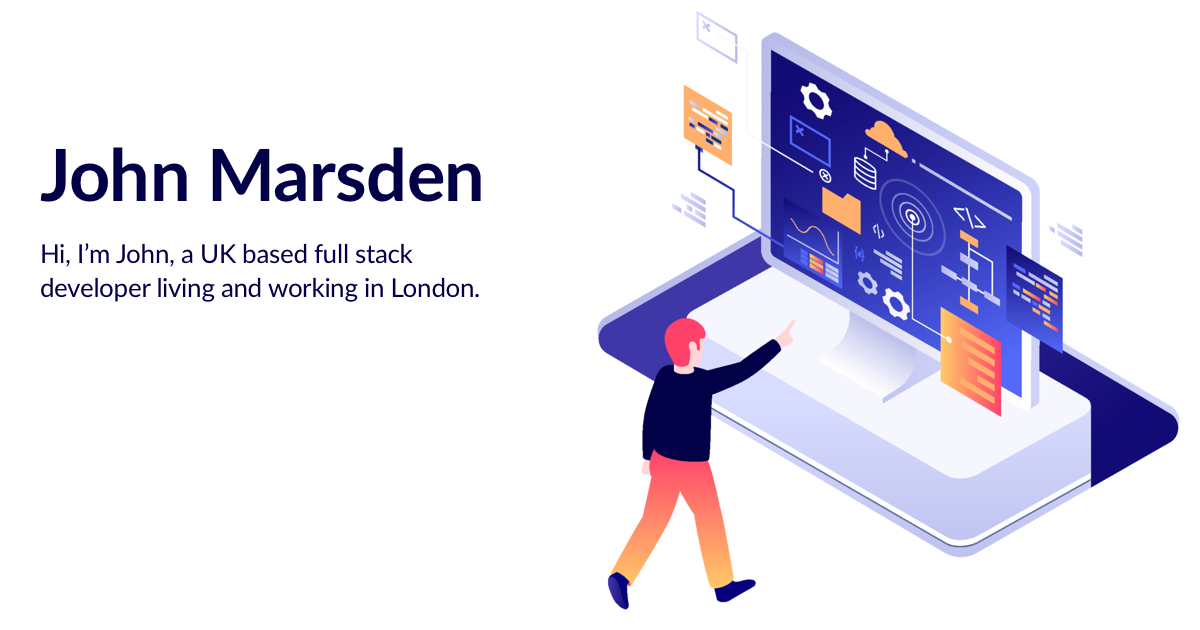 John Marsden
Hi, I’m John, a UK based full stack
developer living and working in London.